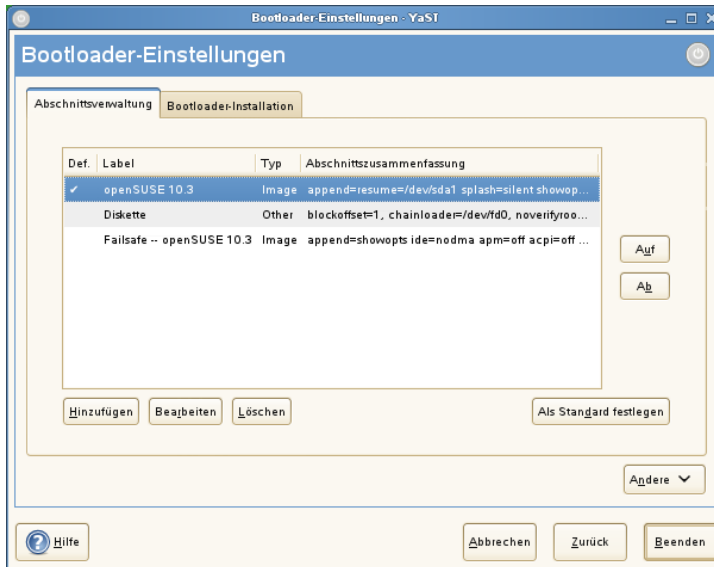 Bootloader-Einstellungen - YaST
Bootloader-Einstellungen
Abschnittsverwaltung Bootloader-Installation
Def. Label Typ Abschnittszusammenfassung
✔ openSUSE 10.3 Image append=resume=/dev/sda1 splash=silent showop...
Diskette Other blockoffset=1, chainloader=/dev/fd0, noverifyroo...
Failsafe -- openSUSE 10.3 Image append=showopts ide=nodma apm=off acpi=off ...
Auf
Ab
Hinzufügen Bearbeiten Löschen Als Standard festlegen
Andere
Hilfe Abbrechen Zurück Beenden